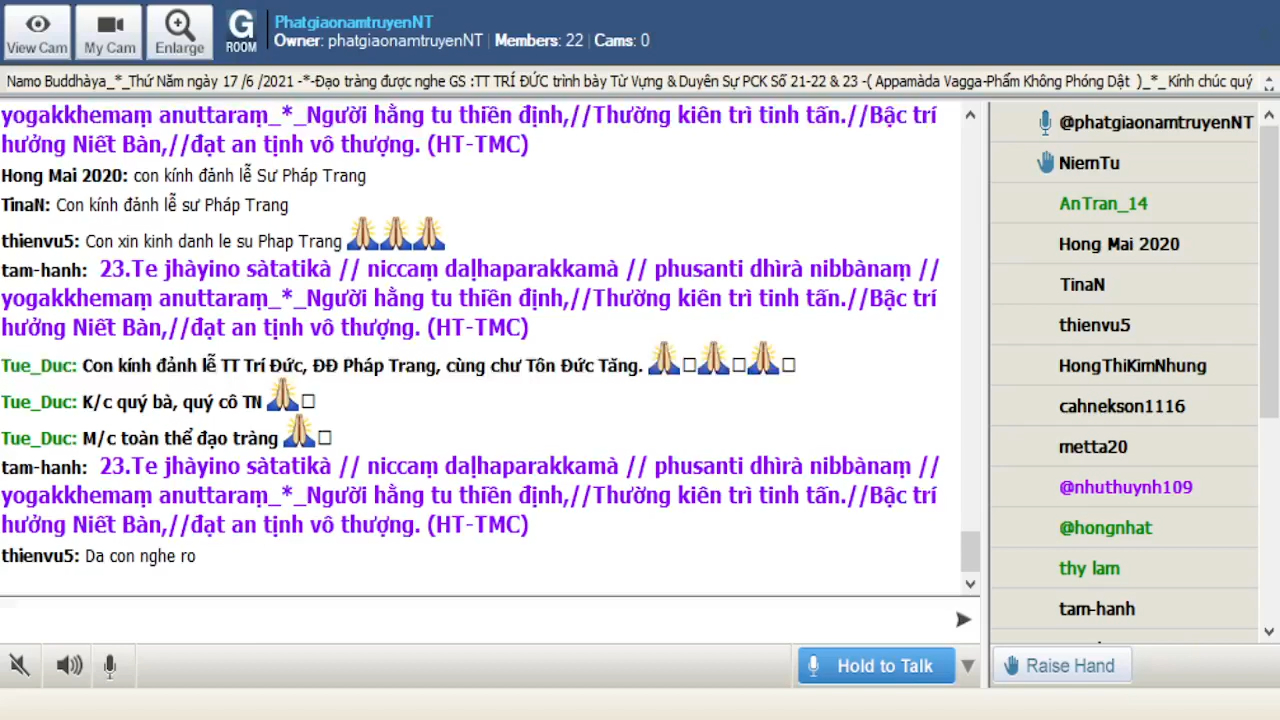 View Cam
My Cam
Enlarge
G
ROOM
PhatgiaonamtruyenNT
Owner: phatgiaonamtruyenNT | Members: 22 | Cams: 0
Namo Buddhàya_*_Thứ Năm ngày 17 /6 /2021 -*-Đạo tràng được nghe GS :TT TRÍ ĐỨC trình bày Từ Vựng & Duyên Sự PCK Số 21-22 & 23 -( Appamàda Vagga-Phẩm Không Phóng Dật )_*_ Kính chúc quý
yogakkhemaṃ anuttaraṃ_*_Người hằng tu thiền định,//Thường kiên trì tinh tấn.//Bậc trí
hưởng Niết Bàn,//đạt an tịnh vô thượng. (HT-TMC)
Hong Mai 2020: con kính đảnh lễ Sư Pháp Trang
TinaN: Con kính đảnh lễ sư Pháp Trang
thienvu5: Con xin kinh danh le su Phap Trang
tam-hanh: 23.Te jhàyino sàtatikà // niccaṃ daḷhaparakkamà // phusanti dhìrà nibbànaṃ //
yogakkhemaṃ anuttaraṃ_*_Người hằng tu thiền định,//Thường kiên trì tinh tấn.//Bậc trí
hưởng Niết Bàn,//đạt an tịnh vô thượng. (HT-TMC)
Tue_Duc: Con kính đảnh lễ TT Trí Đức, ĐĐ Pháp Trang, cùng chư Tôn Đức Tăng.
Tue_Duc: K/c quý bà, quý cô TN
Tue_Duc: M/c toàn thể đạo tràng
tam-hanh: 23.Te jhàyino sàtatikà // niccaṃ daḷhaparakkamà // phusanti dhìrà nibbànaṃ //
yogakkhemaṃ anuttaraṃ_*_Người hằng tu thiền định,//Thường kiên trì tinh tấn.//Bậc trí
hưởng Niết Bàn,//đạt an tịnh vô thượng. (HT-TMC)
thienvu5: Da con nghe ro
@phatgiaonamtruyenNT
NiemTu
AnTran_14
Hong Mai 2020
TinaN
thienvu5
HongThiKimNhung
cahnekson1116
metta20
@nhuthuynh109
@hongnhat
thy lam
tam-hanh
Hold to Talk
Raise Hand